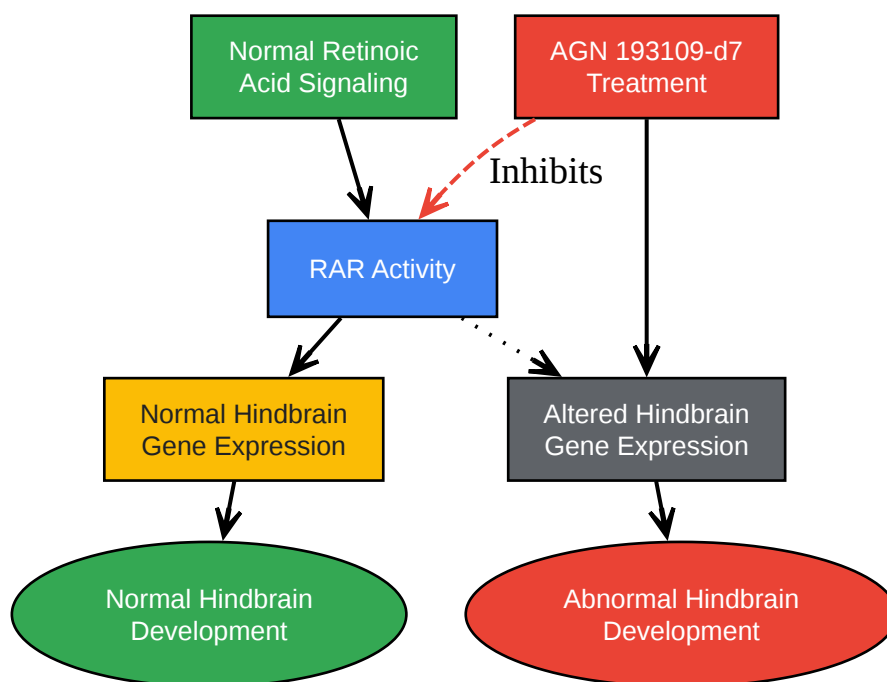 Normal Retinoic
Acid Signaling
AGN 193109-d7
Treatment
Inhibits
RAR Activity
Normal Hindbrain
Gene Expression
Altered Hindbrain
Gene Expression
Normal Hindbrain
Development
Abnormal Hindbrain
Development